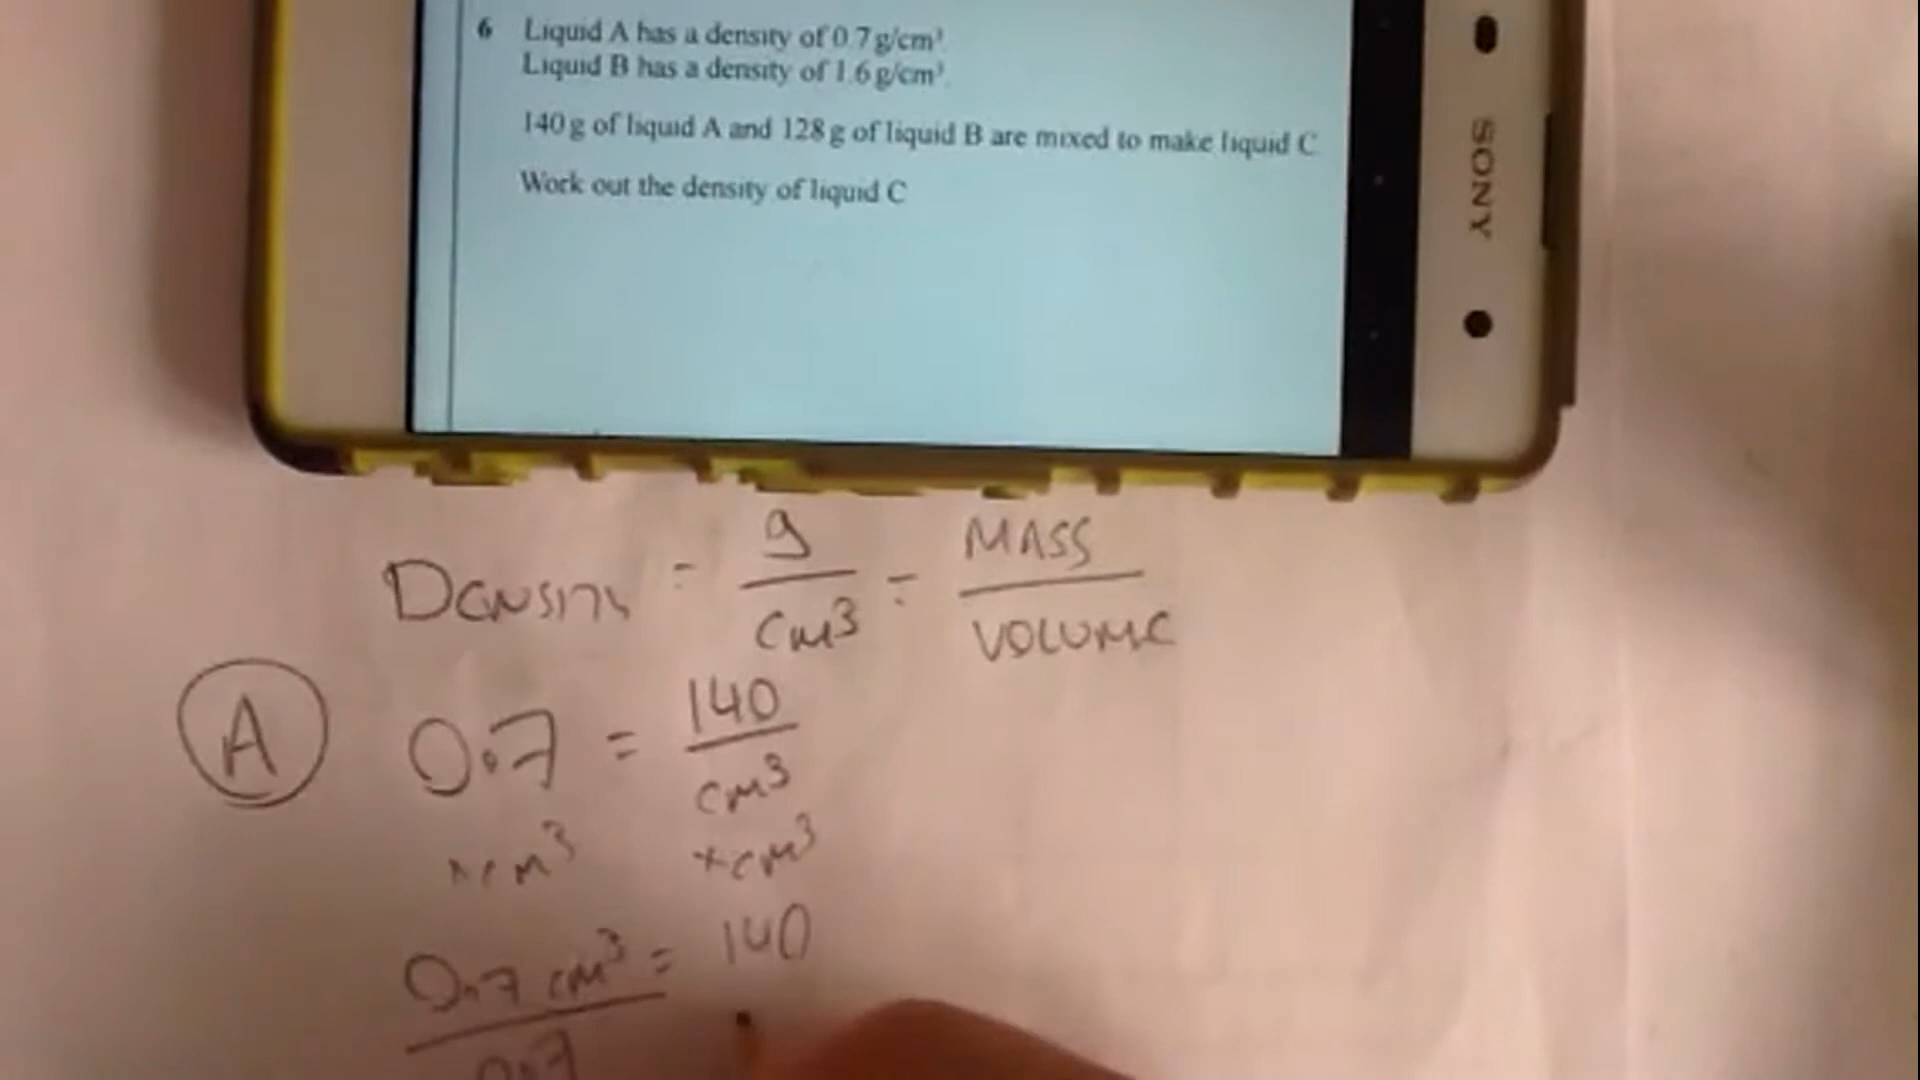 6 Liquid A has a density of 0.7 g/cm³
Liquid B has a density of 1.6 g/cm³.
140 g of liquid A and 128 g of liquid B are mixed to make liquid C
Work out the density of liquid C
SONY
DENSITY = g/cm³ = MASS/VOLUME
A 0.7 = 140/cm³
×cm³ ×cm³
0.7 cm³ = 140
0.7